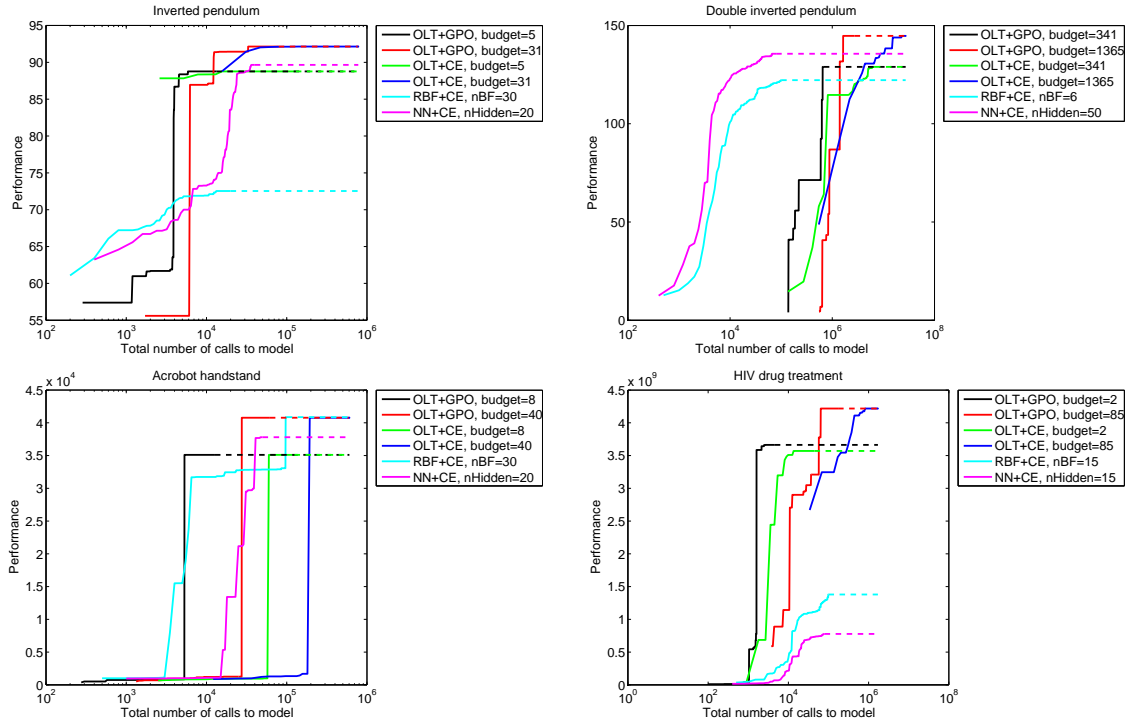 Inverted pendulum
95
90
85
80
75
70
65
60
55
Performance
10^2 10^3 10^4 10^5 10^6
Total number of calls to model
OLT+GPO, budget=5
OLT+GPO, budget=31
OLT+CE, budget=5
OLT+CE, budget=31
RBF+CE, nBF=30
NN+CE, nHidden=20
Double inverted pendulum
150
100
50
0
Performance
10^2 10^4 10^6 10^8
Total number of calls to model
OLT+GPO, budget=341
OLT+GPO, budget=1365
OLT+CE, budget=341
OLT+CE, budget=1365
RBF+CE, nBF=6
NN+CE, nHidden=50
Acrobot handstand
x 10^4
4.5
4
3.5
3
2.5
2
1.5
1
0.5
0
Performance
10^2 10^3 10^4 10^5 10^6
Total number of calls to model
OLT+GPO, budget=8
OLT+GPO, budget=40
OLT+CE, budget=8
OLT+CE, budget=40
RBF+CE, nBF=30
NN+CE, nHidden=20
HIV drug treatment
x 10^9
4.5
4
3.5
3
2.5
2
1.5
1
0.5
0
Performance
10^0 10^2 10^4 10^6 10^8
Total number of calls to model
OLT+GPO, budget=2
OLT+GPO, budget=85
OLT+CE, budget=2
OLT+CE, budget=85
RBF+CE, nBF=15
NN+CE, nHidden=15